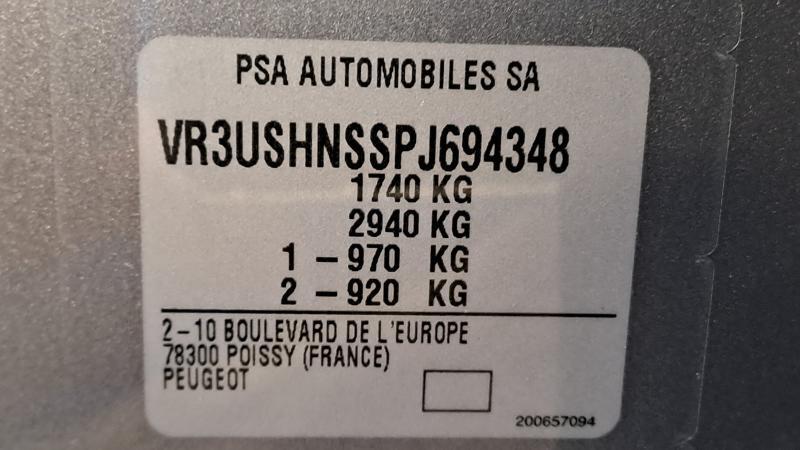 PSA AUTOMOBILES SA
VR3USHNSSPJ694348
1740 KG
2940 KG
1 – 970 KG
2 – 920 KG
2–10 BOULEVARD DE L'EUROPE
78300 POISSY (FRANCE)
PEUGEOT
200657094